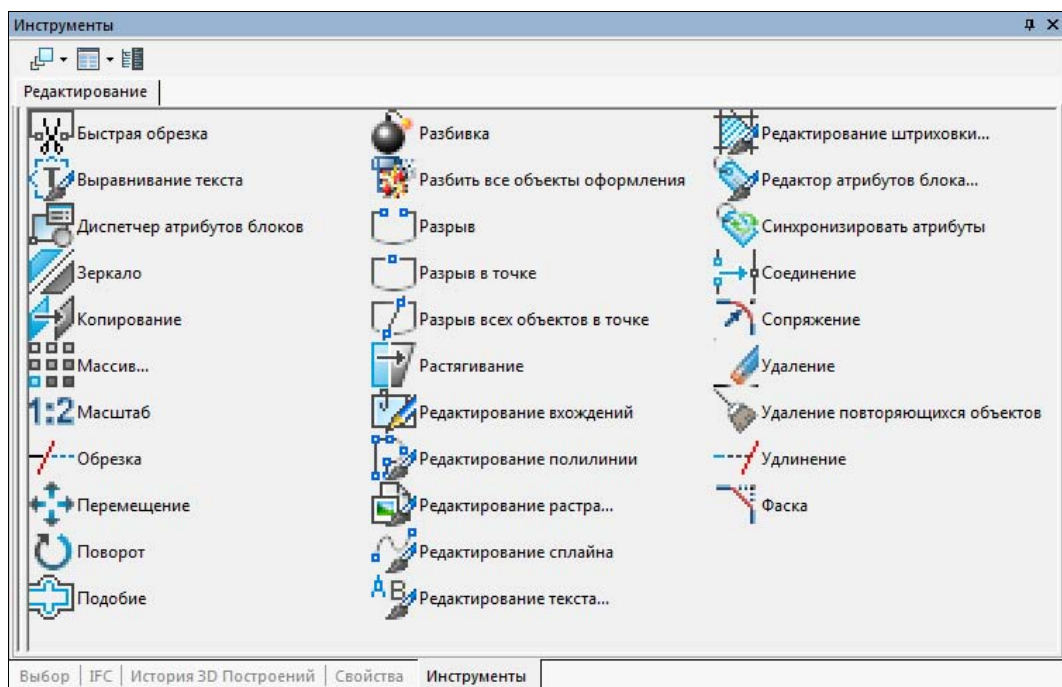 Инструменты
Редактирование
Быстрая обрезка
Выравнивание текста
Диспетчер атрибутов блоков
Зеркало
Копирование
Массив...
1:2 Масштаб
Обрезка
Перемещение
Поворот
Подобие
Разбивка
Разбить все объекты оформления
Разрыв
Разрыв в точке
Разрыв всех объектов в точке
Растягивание
Редактирование вхождений
Редактирование полилинии
Редактирование растра...
Редактирование сплайна
A B Редактирование текста...
Редактирование штриховки...
Редактор атрибутов блока...
Синхронизировать атрибуты
Соединение
Сопряжение
Удаление
Удаление повторяющихся объектов
Удлинение
Фаска
Выбор IFC История 3D Построений Свойства Инструменты